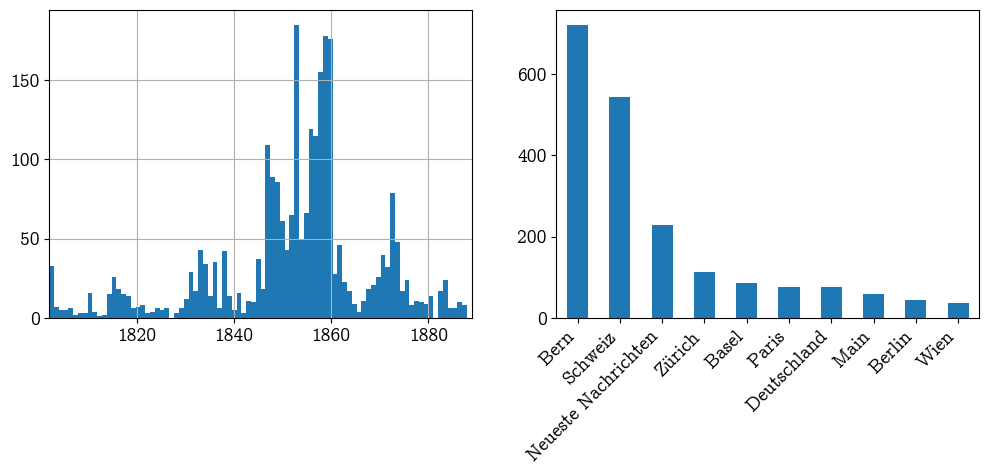 150
100
50
0
1820 1840 1860 1880
600
400
200
0
Bern
Schweiz
Neueste Nachrichten
Zürich
Basel
Paris
Deutschland
Main
Berlin
Wien